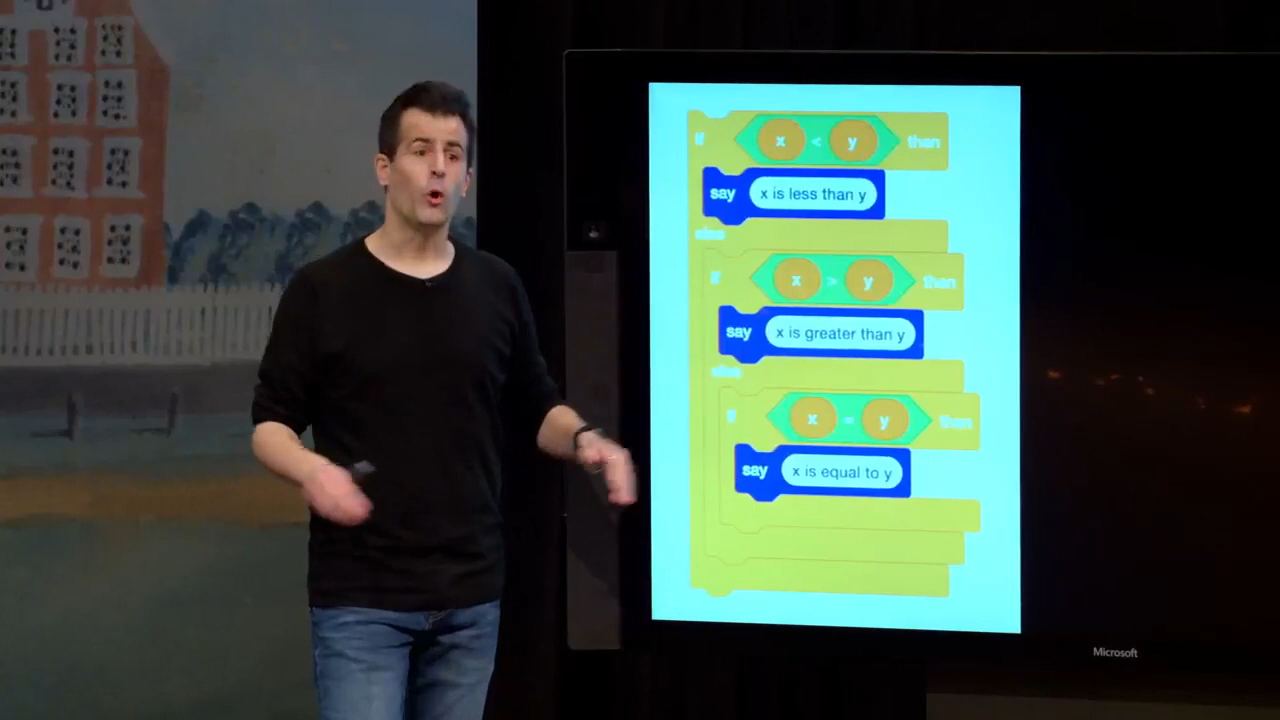 if x < y then
say x is less than y
else
if x > y then
say x is greater than y
else
if x = y then
say x is equal to y
Microsoft